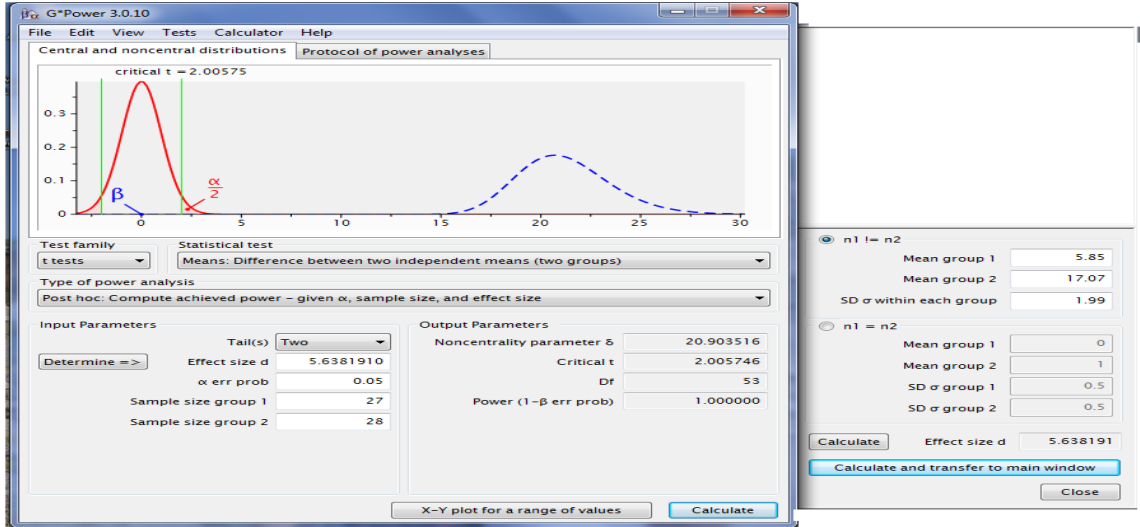 βα G*Power 3.0.10
File Edit View Tests Calculator Help
Central and noncentral distributions Protocol of power analyses
critical t = 2.00575
0.3
0.2
0.1
0
β
α
2
0 5 10 15 20 25 30
Test family
t tests
Statistical test
Means: Difference between two independent means (two groups)
Type of power analysis
Post hoc: Compute achieved power – given α, sample size, and effect size
Input Parameters
Tail(s) Two
Determine => Effect size d 5.6381910
α err prob 0.05
Sample size group 1 27
Sample size group 2 28
Output Parameters
Noncentrality parameter δ 20.903516
Critical t 2.005746
Df 53
Power (1-β err prob) 1.000000
X-Y plot for a range of values Calculate
n1 != n2
Mean group 1 5.85
Mean group 2 17.07
SD σ within each group 1.99
n1 = n2
Mean group 1 0
Mean group 2 1
SD σ group 1 0.5
SD σ group 2 0.5
Calculate Effect size d 5.638191
Calculate and transfer to main window
Close